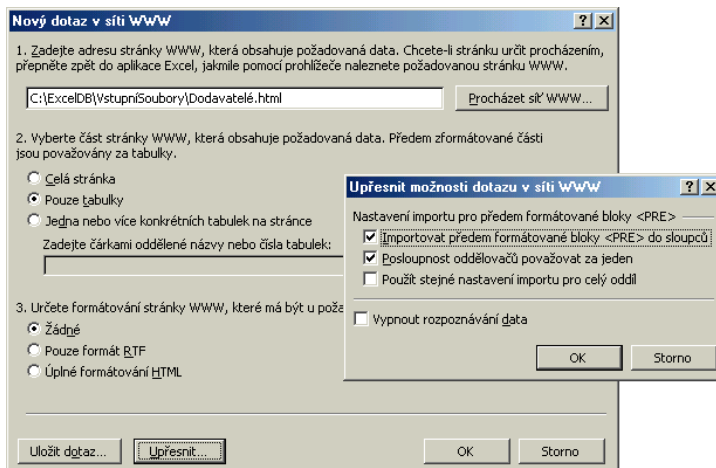 Nový dotaz v síti WWW
1. Zadejte adresu stránky WWW, která obsahuje požadovaná data. Chcete-li stránku určit procházením,
přepněte zpět do aplikace Excel, jakmile pomocí prohlížeče naleznete požadovanou stránku WWW.
C:\ExcelDB\VstupníSoubory\Dodavatelé.html
Procházet síť WWW...
2. Vyberte část stránky WWW, která obsahuje požadovaná data. Předem zformátované části
jsou považovány za tabulky.
Celá stránka
Pouze tabulky
Jedna nebo více konkrétních tabulek na stránce
Zadejte čárkami oddělené názvy nebo čísla tabulek:
3. Určete formátování stránky WWW, které má být u poža
Žádné
Pouze formát RTF
Úplné formátování HTML
Uložit dotaz...
Upřesnit...
OK
Storno
Upřesnit možnosti dotazu v síti WWW
Nastavení importu pro předem formátované bloky <PRE>
Importovat předem formátované bloky <PRE> do sloupců
Posloupnost oddělovačů považovat za jeden
Použít stejné nastavení importu pro celý oddíl
Vypnout rozpoznávání data
OK
Storno